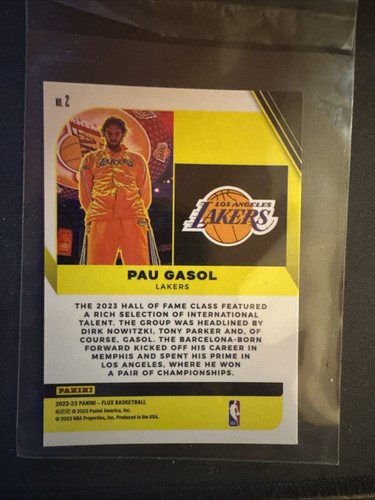 NO. 2
LAKERS
LOS ANGELES
LAKERS
PAU GASOL
LAKERS
THE 2023 HALL OF FAME CLASS FEATURED
A RICH SELECTION OF INTERNATIONAL
TALENT. THE GROUP WAS HEADLINED BY
DIRK NOWITZKI, TONY PARKER AND, OF
COURSE, GASOL. THE BARCELONA-BORN
FORWARD KICKED OFF HIS CAREER IN
MEMPHIS AND SPENT HIS PRIME IN
LOS ANGELES, WHERE HE WON
A PAIR OF CHAMPIONSHIPS.
PANINI
2022-23 PANINI – FLUX BASKETBALL
© 2023 Panini America, Inc.
© 2023 NBA Properties, Inc. Produced in the USA.